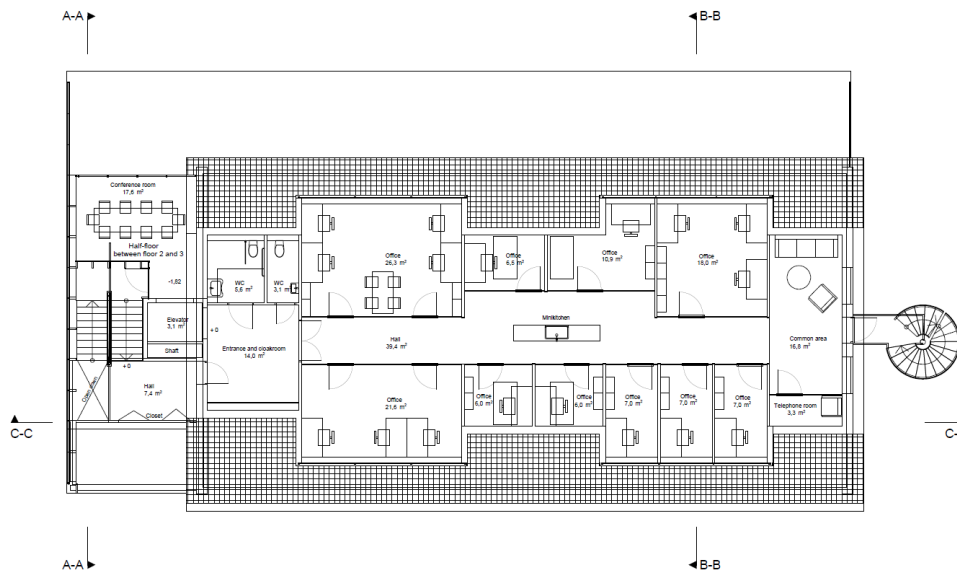 A-A
B-B
Conference room
17,6 m²
Half-floor
between floor 2 and 3
-1,82
Office
26,3 m²
Office
6,5 m²
Office
10,9 m²
Office
18,0 m²
WC
5,6 m²
WC
3,1 m²
Elevator
3,1 m²
Shaft
+ 0
+ 0
Entrance and cloakroom
14,0 m²
Hall
39,4 m²
Minikitchen
Common area
16,8 m²
Hall
7,4 m²
Open down
Closet
Office
21,6 m²
Office
6,0 m²
Office
6,0 m²
Office
7,0 m²
Office
7,0 m²
Office
7,0 m²
Telephone room
3,3 m²
C-C
C-
A-A
B-B